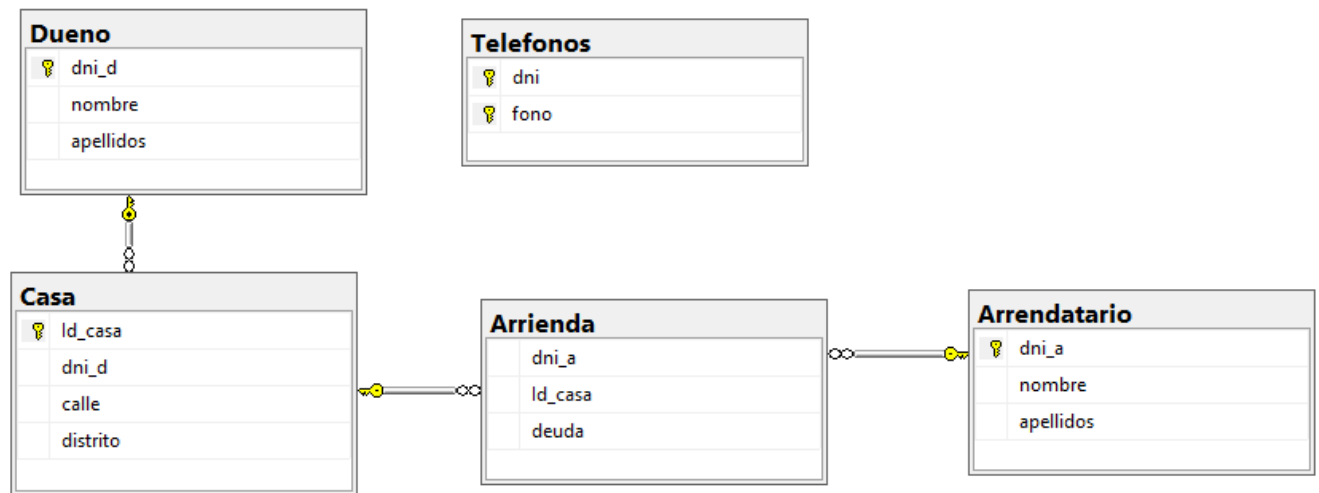 Dueno
dni_d
nombre
apellidos
Telefonos
dni
fono
Casa
Id_casa
dni_d
calle
distrito
Arrienda
dni_a
Id_casa
deuda
Arrendatario
dni_a
nombre
apellidos